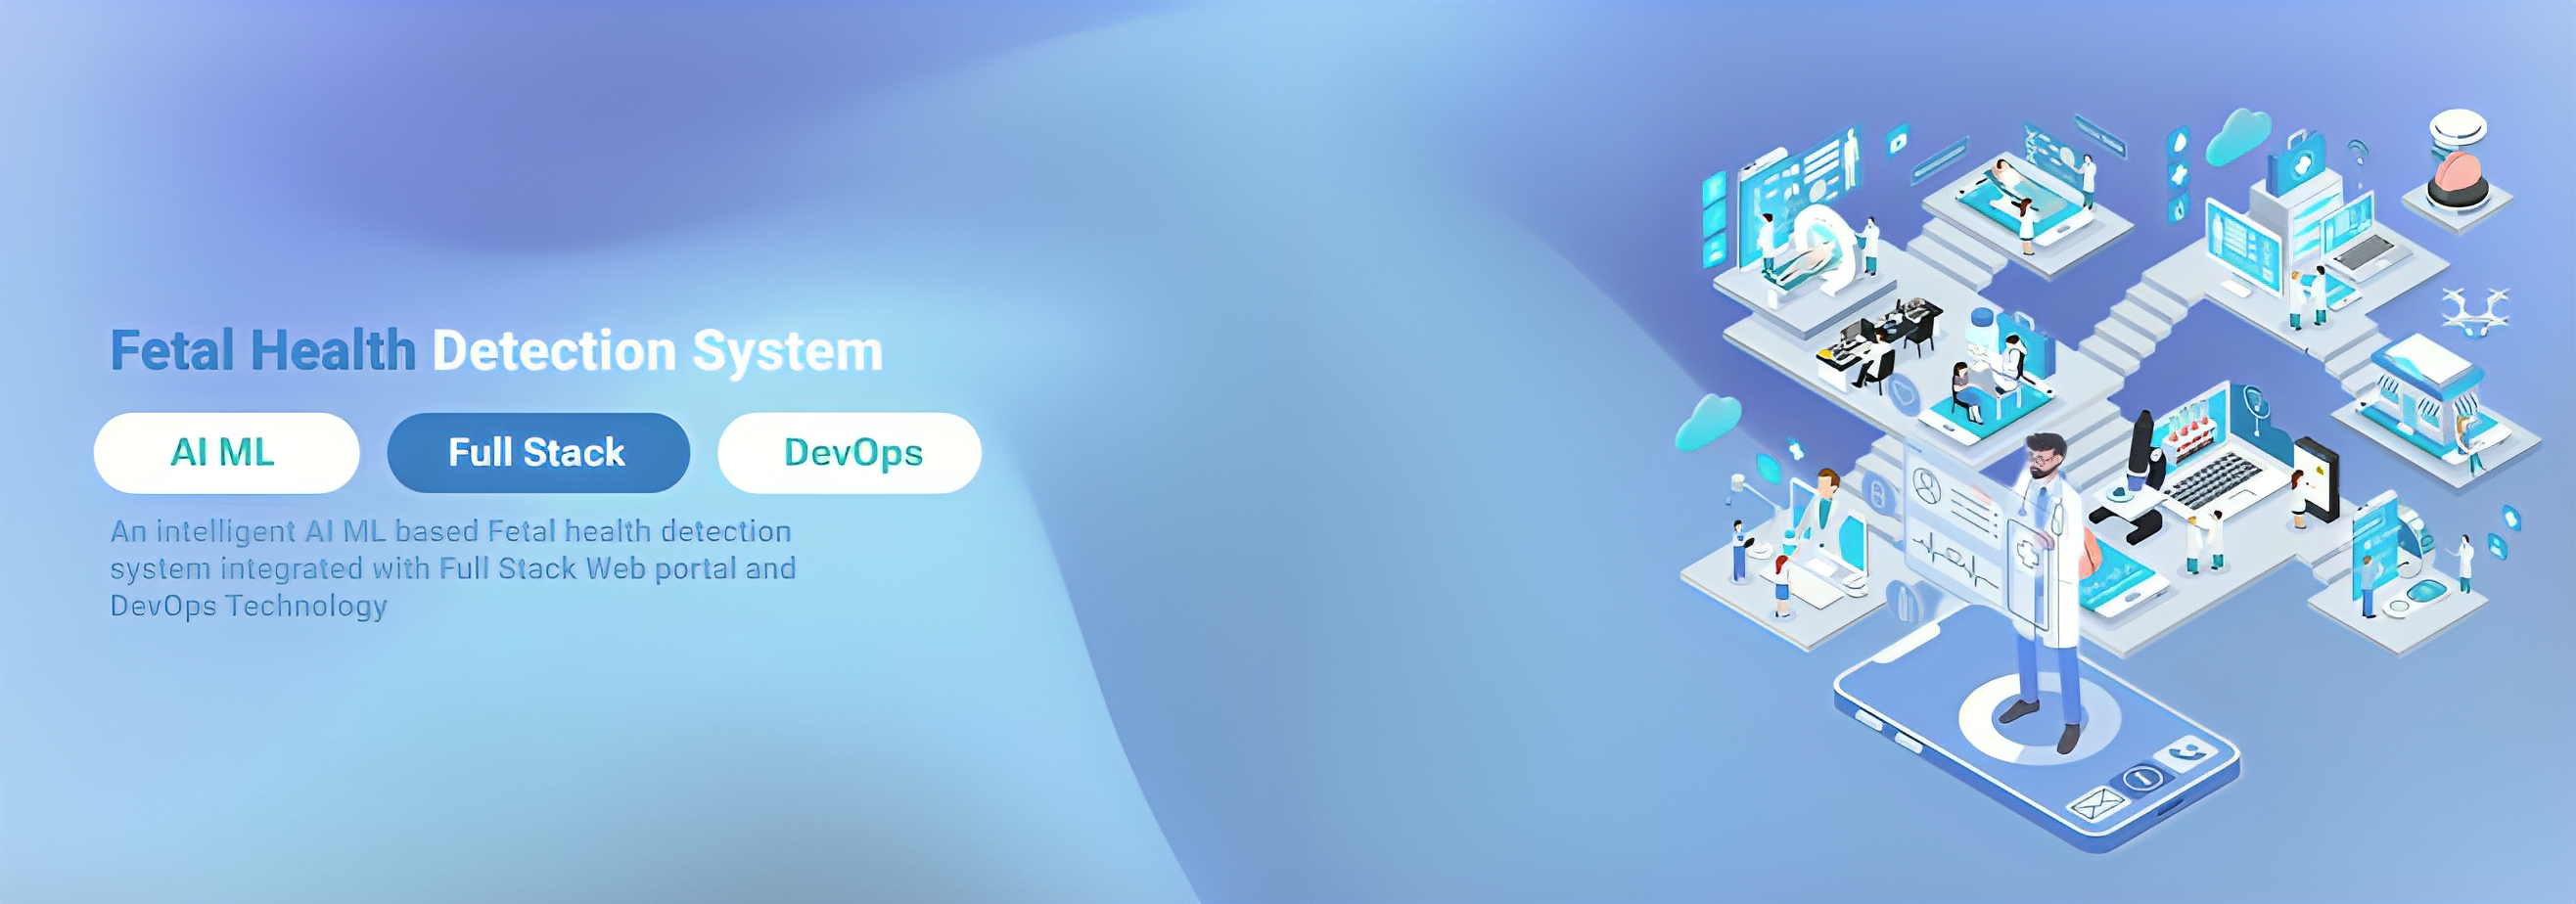 Fetal Health Detection System
AI ML
Full Stack
DevOps
An intelligent AI ML based Fetal health detection
system integrated with Full Stack Web portal and
DevOps Technology